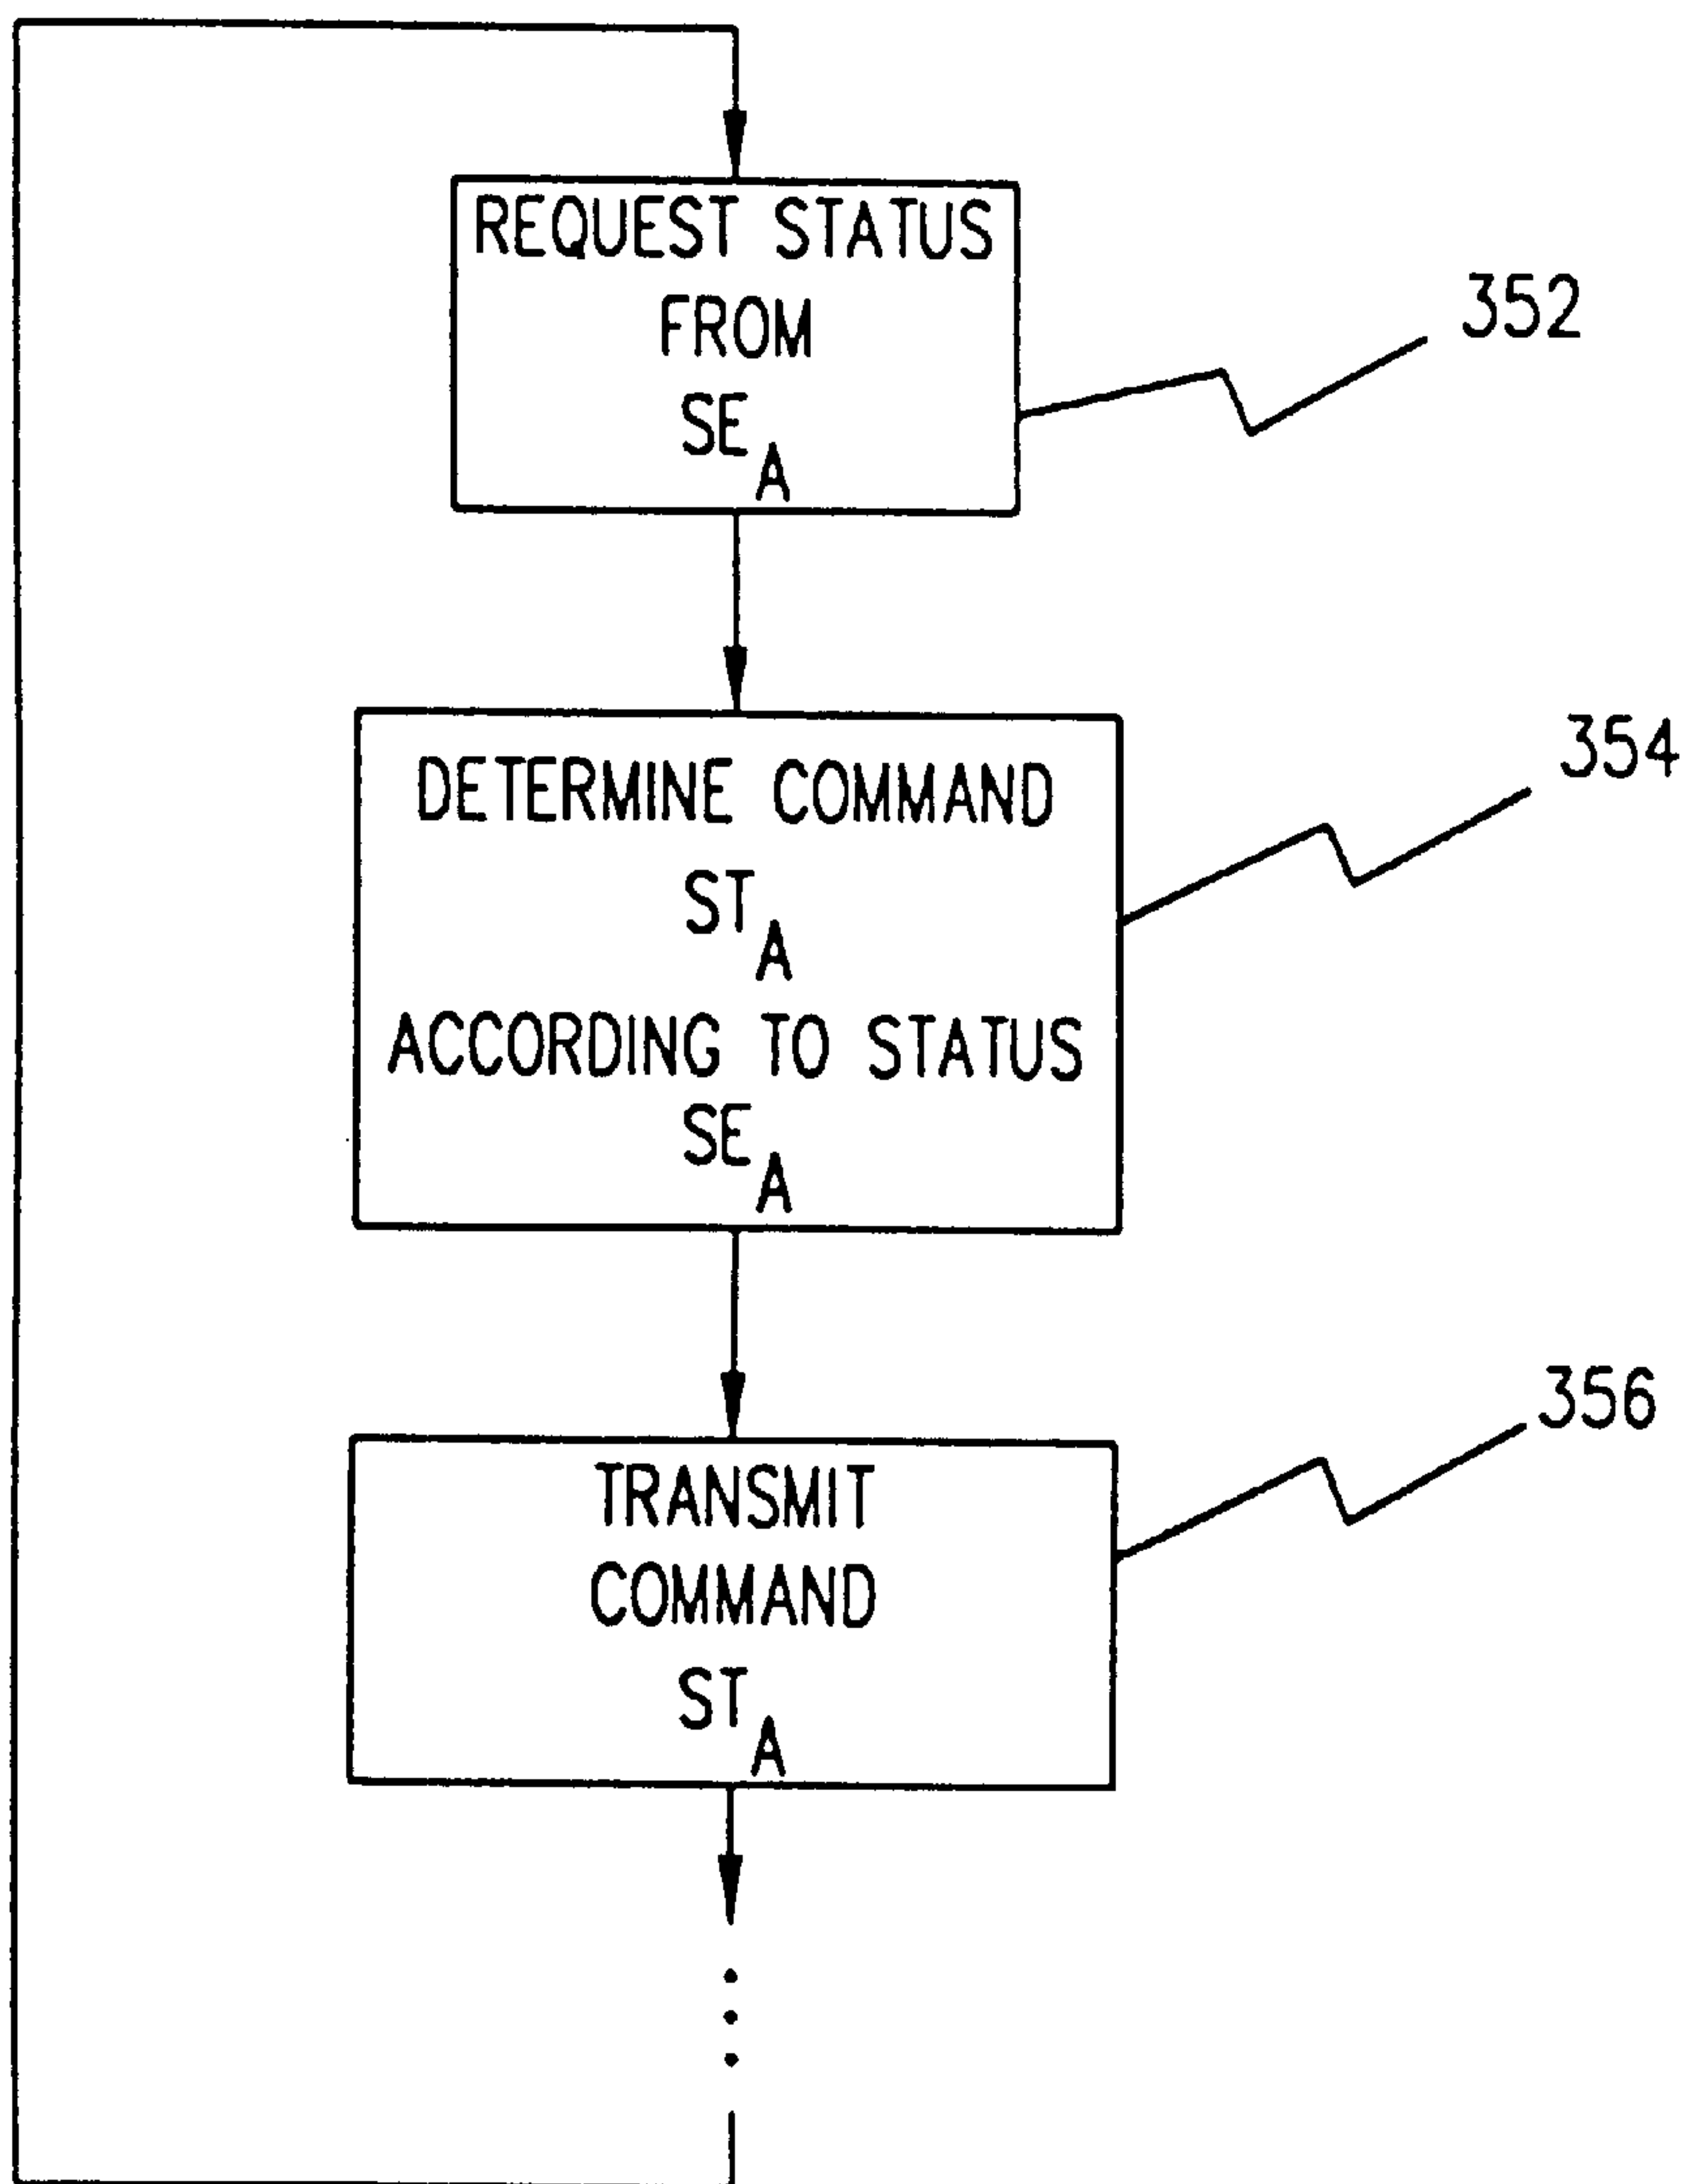 REQUEST STATUS
FROM
SE A
352
DETERMINE COMMAND
ST A
ACCORDING TO STATUS
SE A
354
TRANSMIT
COMMAND
ST A
356